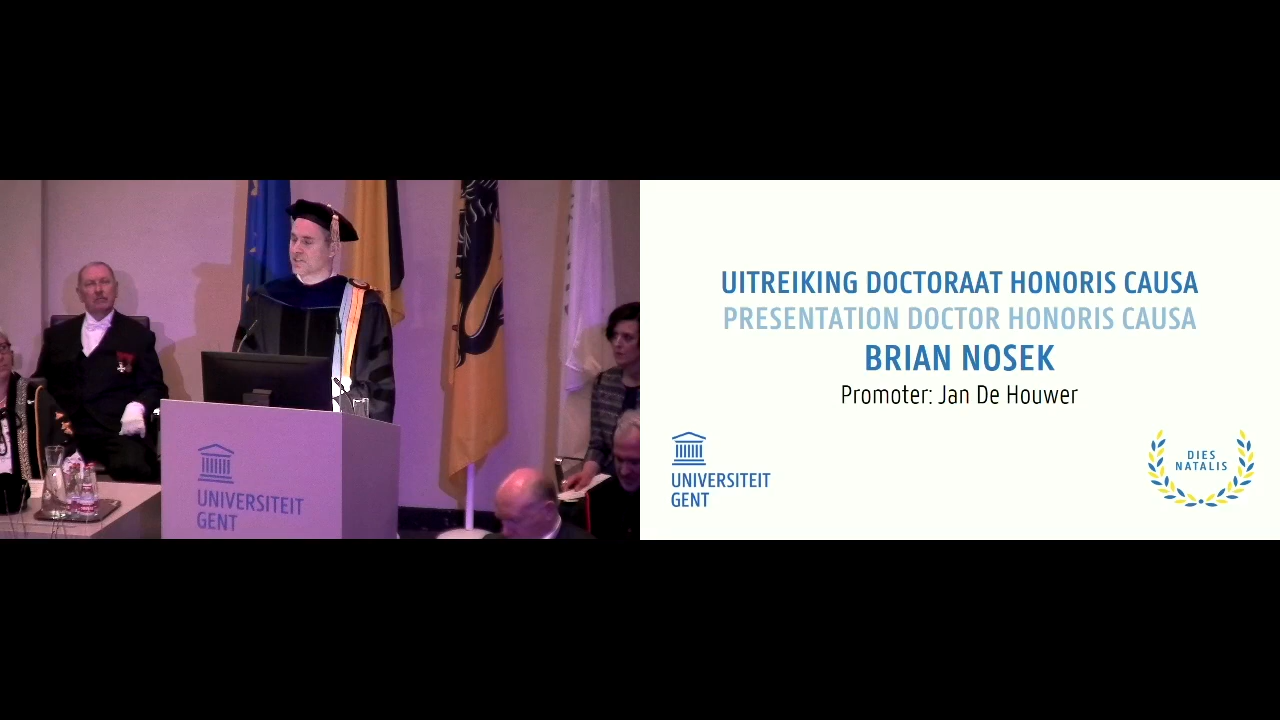 UNIVERSITEIT
GENT
UITREIKING DOCTORAAT HONORIS CAUSA
PRESENTATION DOCTOR HONORIS CAUSA
BRIAN NOSEK
Promoter: Jan De Houwer
UNIVERSITEIT
GENT
DIES
NATALIS